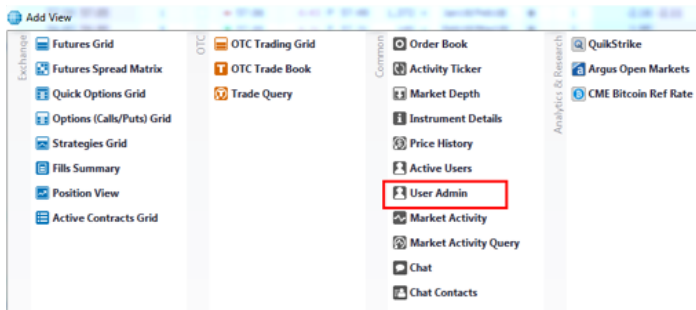 Add View
Exchange
Futures Grid
Futures Spread Matrix
Quick Options Grid
Options (Calls/Puts) Grid
Strategies Grid
Fills Summary
Position View
Active Contracts Grid
OTC
OTC Trading Grid
OTC Trade Book
Trade Query
Common
Order Book
Activity Ticker
Market Depth
Instrument Details
Price History
Active Users
User Admin
Market Activity
Market Activity Query
Chat
Chat Contacts
Analytics & Research
QuikStrike
Argus Open Markets
CME Bitcoin Ref Rate